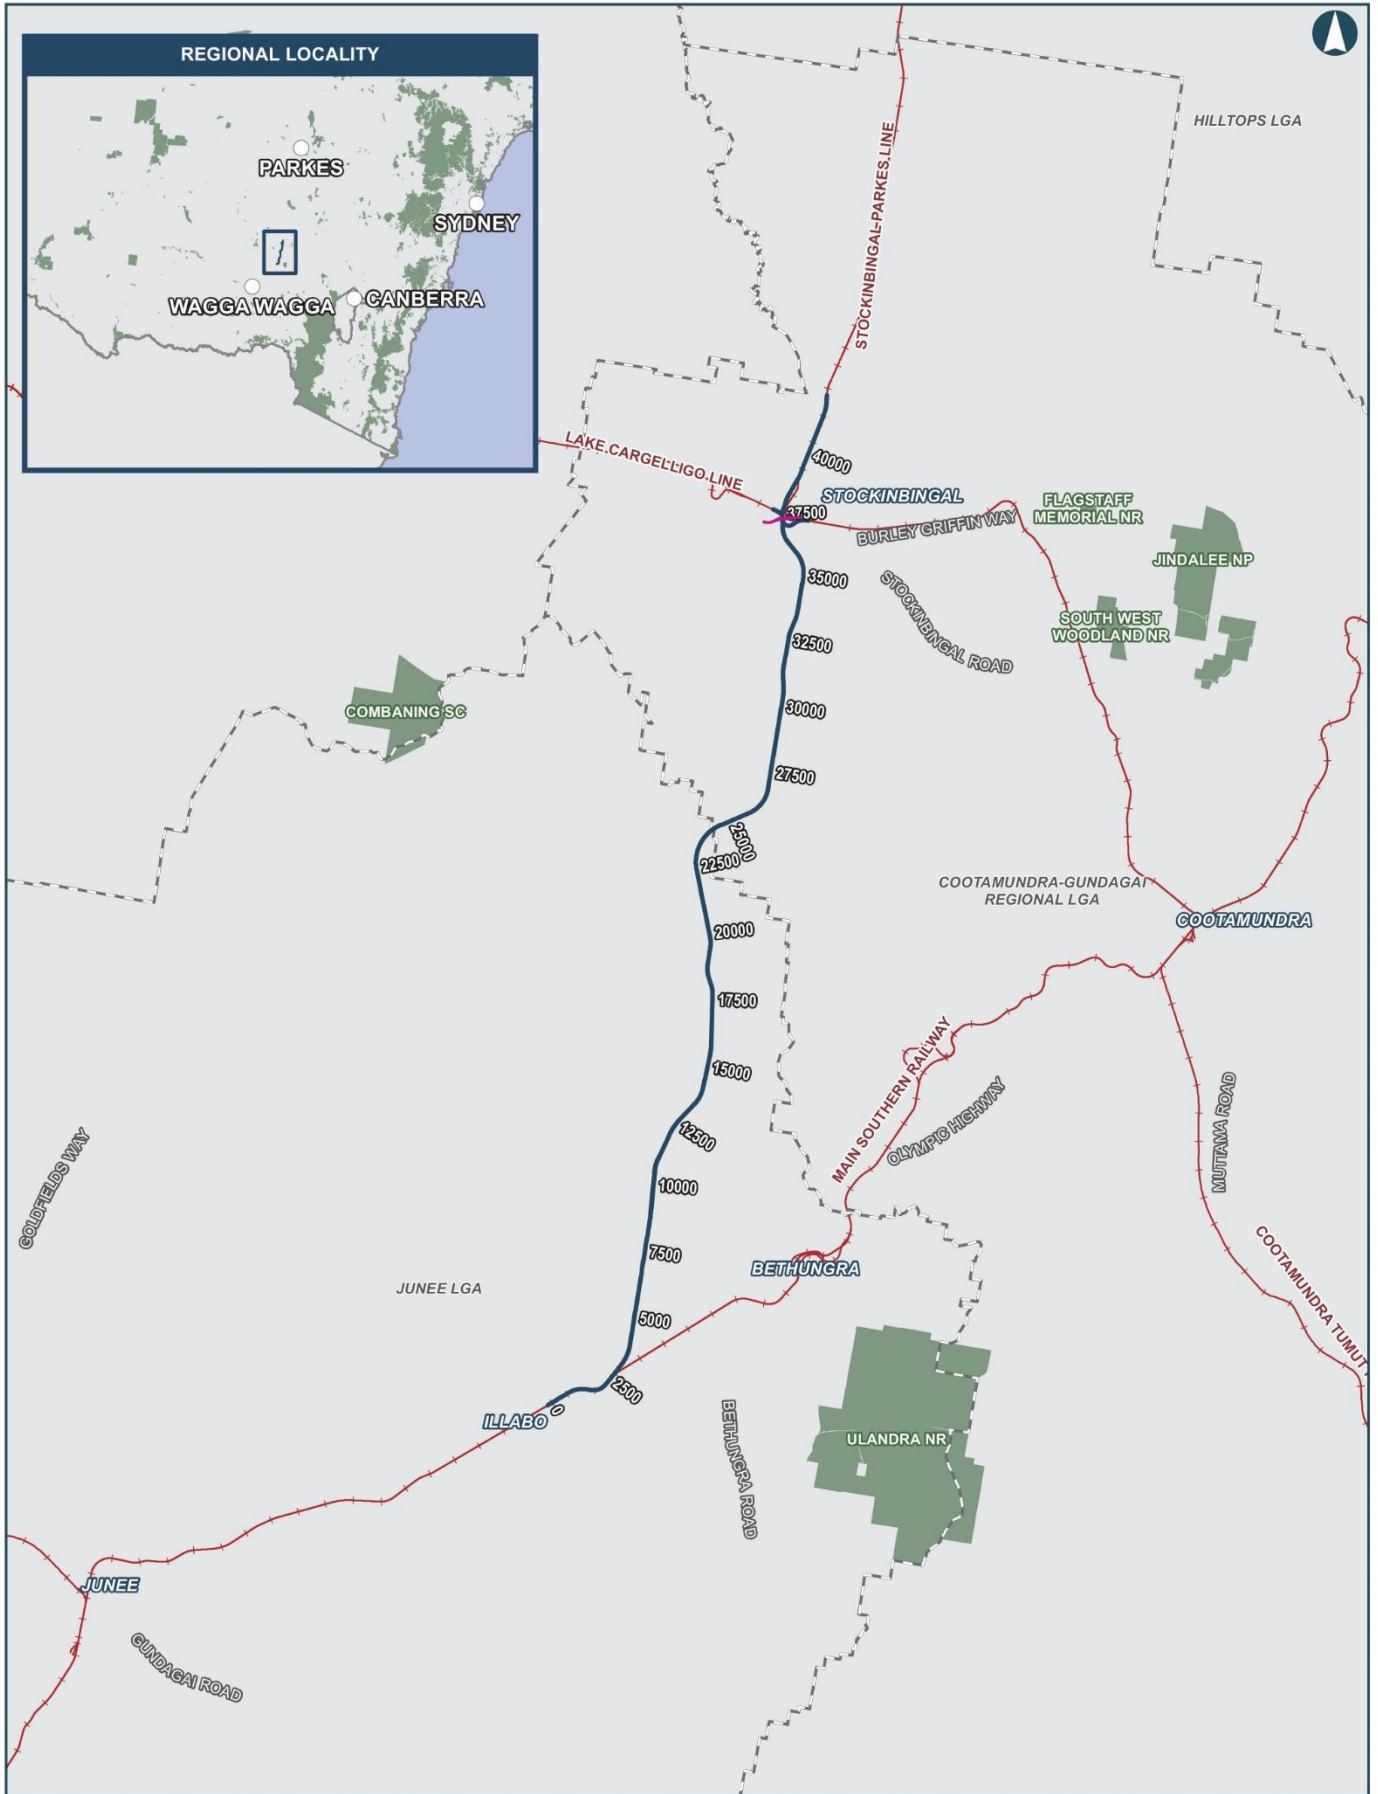 REGIONAL LOCALITY
PARKES
SYDNEY
WAGGA WAGGA
CANBERRA
HILLTOPS LGA
STOCKINBINGAL-PARKES LINE
LAKE CARGELLIGO LINE
40000
STOCKINBINGAL
37500
BURLEY GRIFFIN WAY
FLAGSTAFF
MEMORIAL NR
JINDALEE NP
35000
STOCKINBINGAL ROAD
SOUTH WEST
WOODLAND NR
32500
COMBANING SC
30000
27500
25000
22500
COOTAMUNDRA-GUNDAGAI
REGIONAL LGA
COOTAMUNDRA
20000
17500
15000
MAIN SOUTHERN RAILWAY
OLYMPIC HIGHWAY
MUTTAMA ROAD
12500
GOLDFIELDS WAY
10000
7500
BETHUNGRA
JUNEE LGA
COOTAMUNDRA TUMUT
5000
2500
0
ILLABO
BETHUNGRA ROAD
ULANDRA NR
JUNEE
GUNDAGAI ROAD